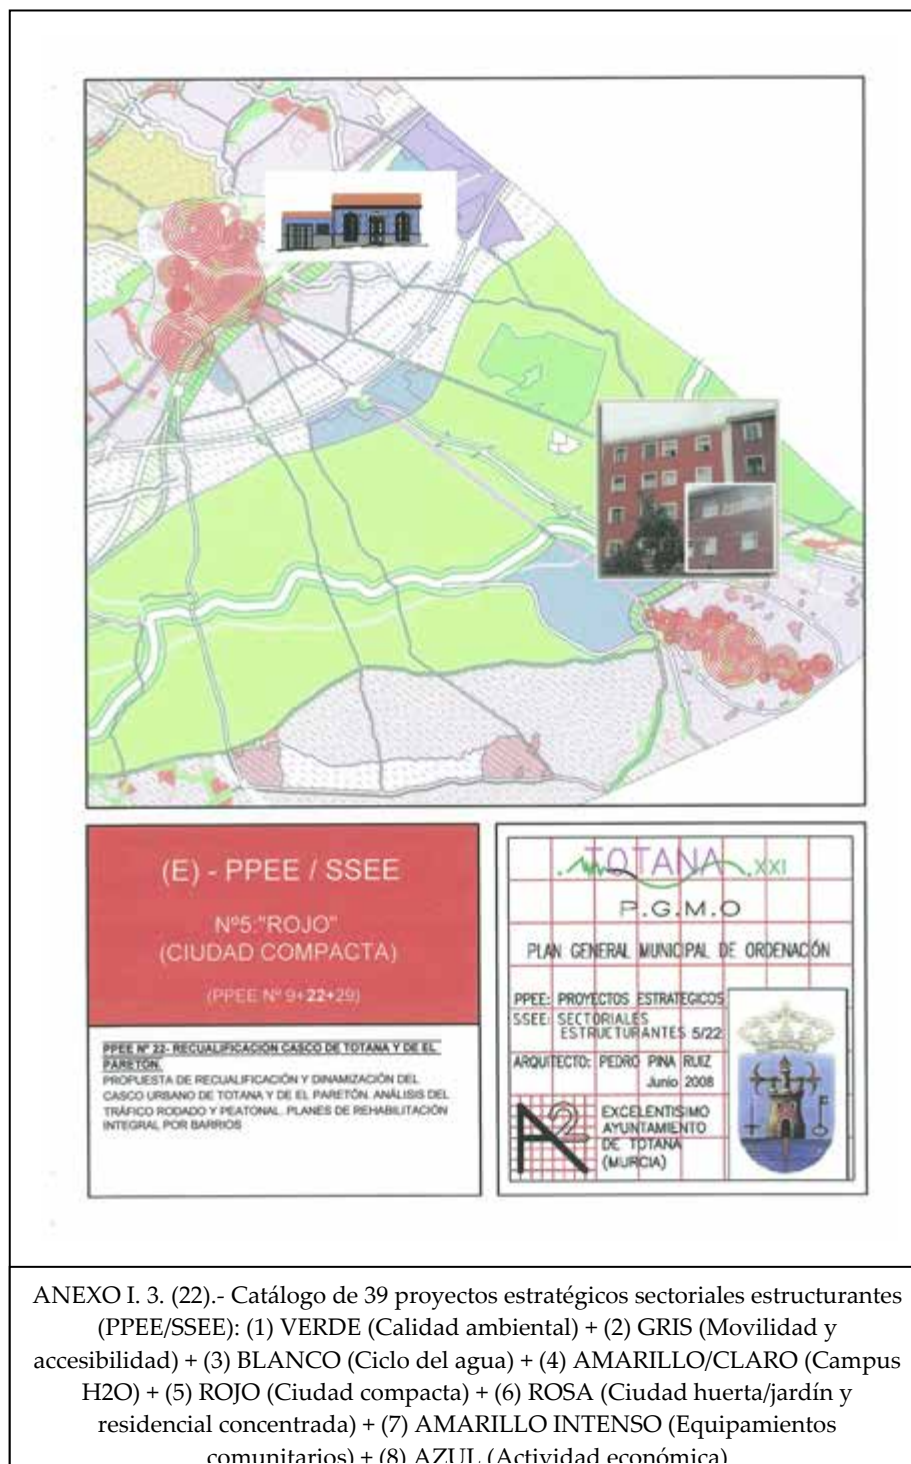 (E) - PPEE / SSEE
Nº5:"ROJO"
(CIUDAD COMPACTA)
(PPEE Nº 9+22+29)
PPEE Nº 22- RECUALIFICACIÓN CASCO DE TOTANA Y DE EL
PARETÓN.
PROPUESTA DE RECUALIFICACIÓN Y DINAMIZACIÓN DEL
CASCO URBANO DE TOTANA Y DE EL PARETÓN. ANÁLISIS DEL
TRÁFICO RODADO Y PEATONAL. PLANES DE REHABILITACIÓN
INTEGRAL POR BARRIOS
TOTANA XXI
P.G.M.O
PLAN GENERAL MUNICIPAL DE ORDENACIÓN
PPEE: PROYECTOS ESTRATEGICOS
SSEE: SECTORIALES
ESTRUCTURANTES 5/22
ARQUITECTO: PEDRO PINA RUIZ
Junio 2008
A2
EXCELENTISIMO
AYUNTAMIENTO
DE TOTANA
(MURCIA)
ANEXO I. 3. (22).- Catálogo de 39 proyectos estratégicos sectoriales estructurantes
(PPEE/SSEE): (1) VERDE (Calidad ambiental) + (2) GRIS (Movilidad y
accesibilidad) + (3) BLANCO (Ciclo del agua) + (4) AMARILLO/CLARO (Campus
H2O) + (5) ROJO (Ciudad compacta) + (6) ROSA (Ciudad huerta/jardín y
residencial concentrada) + (7) AMARILLO INTENSO (Equipamientos
comunitarios) + (8) AZUL (Actividad económica)